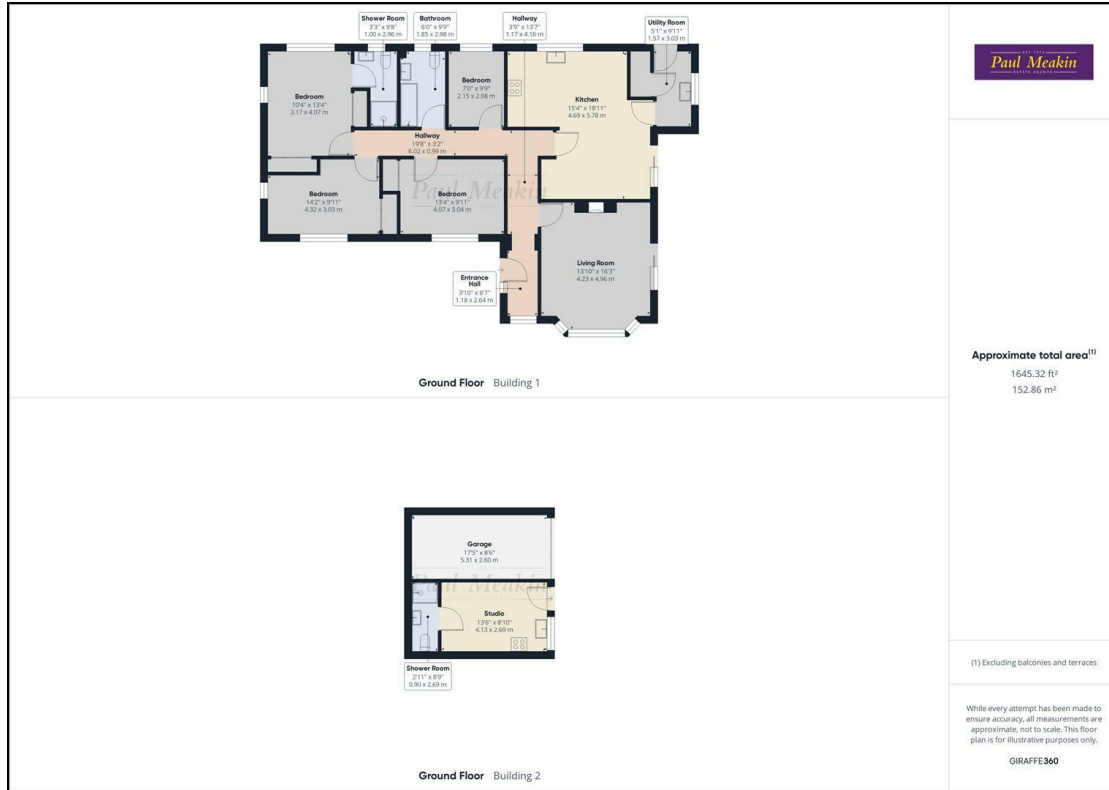 Shower Room
3'3" x 9'8"
1.00 x 2.96 m
Bathroom
6'0" x 9'9"
1.85 x 2.98 m
Hallway
3'9" x 13'7"
1.17 x 4.16 m
Utility Room
5'1" x 9'11"
1.57 x 3.03 m
Bedroom
10'4" x 13'4"
3.17 x 4.07 m
Bedroom
7'0" x 9'9"
2.15 x 2.98 m
Kitchen
15'4" x 18'11"
4.69 x 5.78 m
Hallway
19'8" x 3'2"
6.02 x 0.99 m
Bedroom
14'2" x 9'11"
4.32 x 3.03 m
Bedroom
13'4" x 9'11"
4.07 x 3.04 m
Paul Meakin
Living Room
13'10" x 16'3"
4.23 x 4.96 m
Entrance
Hall
3'10" x 8'7"
1.18 x 2.64 m
Ground Floor Building 1
Garage
17'5" x 8'6"
5.31 x 2.60 m
Paul Meakin
Studio
13'6" x 8'10"
4.13 x 2.69 m
Shower Room
2'11" x 8'9"
0.90 x 2.69 m
Ground Floor Building 2
Paul Meakin
ESTATE AGENTS
Approximate total area(1)
1645.32 ft²
152.86 m²
(1) Excluding balconies and terraces
While every attempt has been made to
ensure accuracy, all measurements are
approximate, not to scale. This floor
plan is for illustrative purposes only.
GIRAFFE360